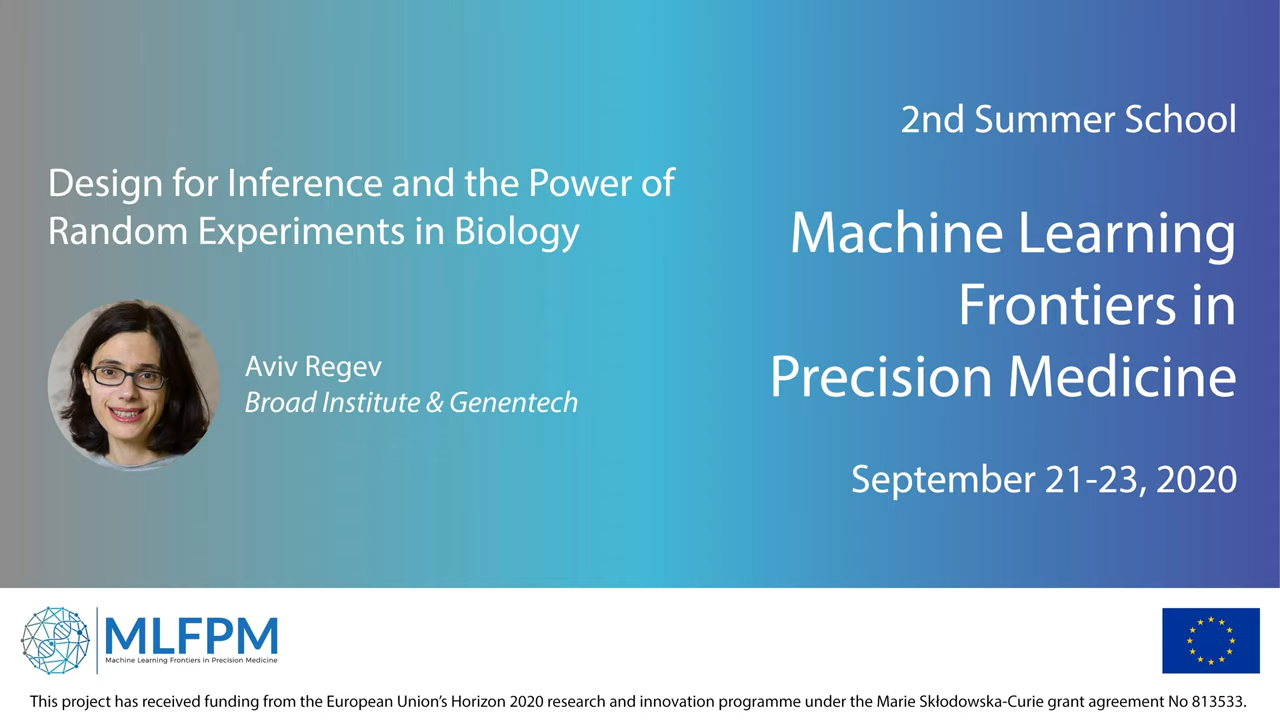 Design for Inference and the Power of
Random Experiments in Biology
Aviv Regev
Broad Institute & Genentech
2nd Summer School
Machine Learning
Frontiers in
Precision Medicine
September 21-23, 2020
MLFPM
Machine Learning Frontiers in Precision Medicine
This project has received funding from the European Union's Horizon 2020 research and innovation programme under the Marie Skłodowska-Curie grant agreement No 813533.